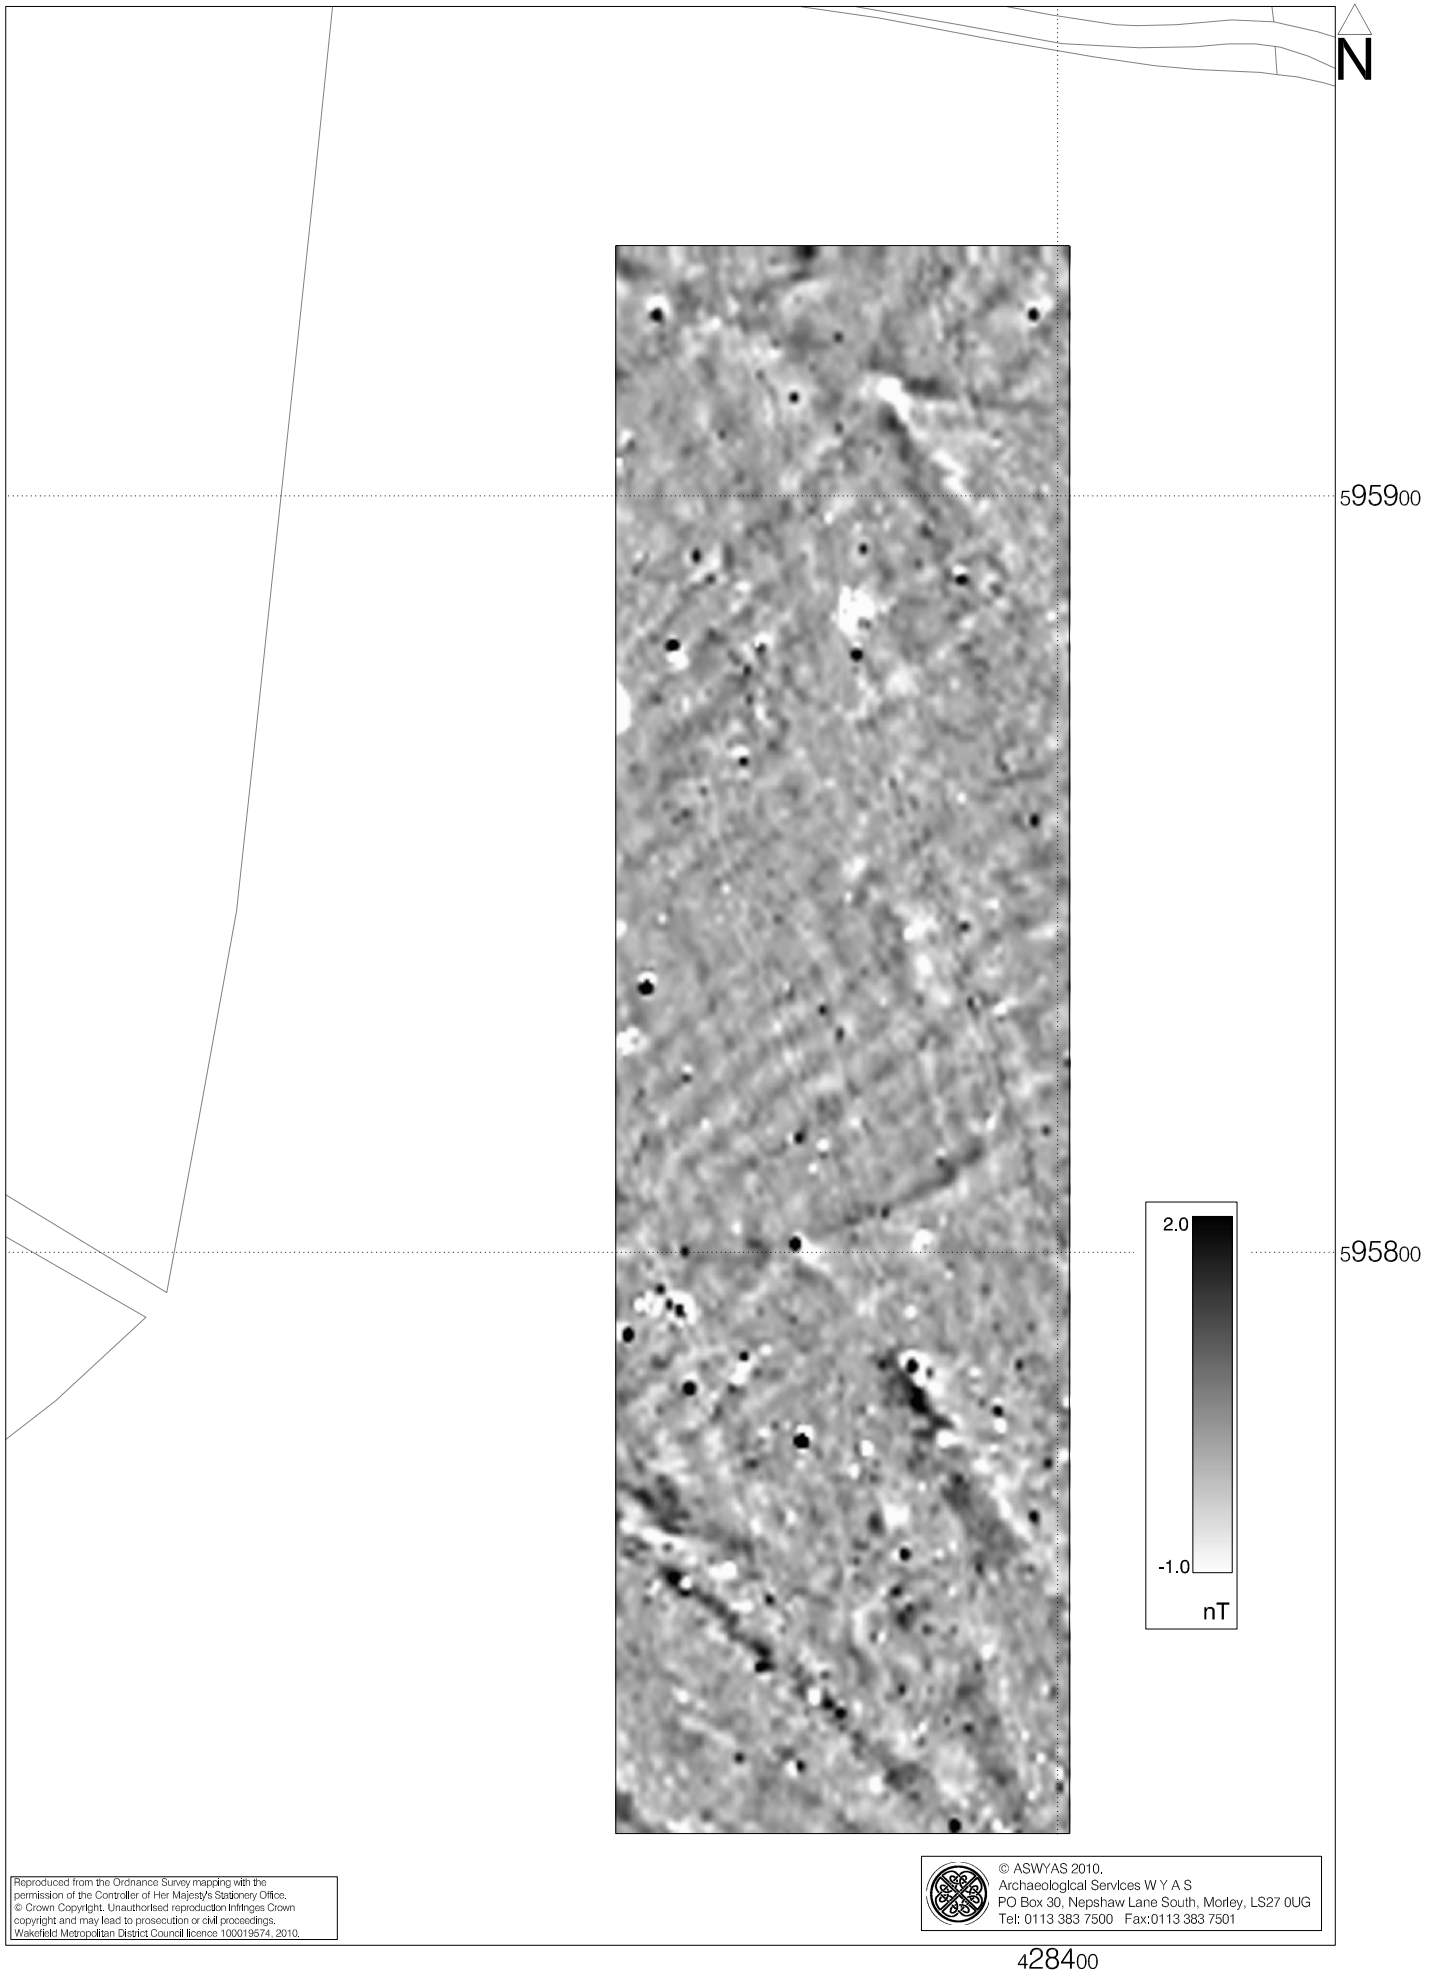 N
595900
595800
2.0
-1.0
nT
Reproduced from the Ordnance Survey mapping with the
permission of the Controller of Her Majesty's Stationery Office.
© Crown Copyright. Unauthorised reproduction infringes Crown
copyright and may lead to prosecution or civil proceedings.
Wakefield Metropolitan District Council licence 100019574, 2010.
© ASWYAS 2010.
Archaeological Services W Y A S
PO Box 30, Nepshaw Lane South, Morley, LS27 0UG
Tel: 0113 383 7500 Fax:0113 383 7501
428400